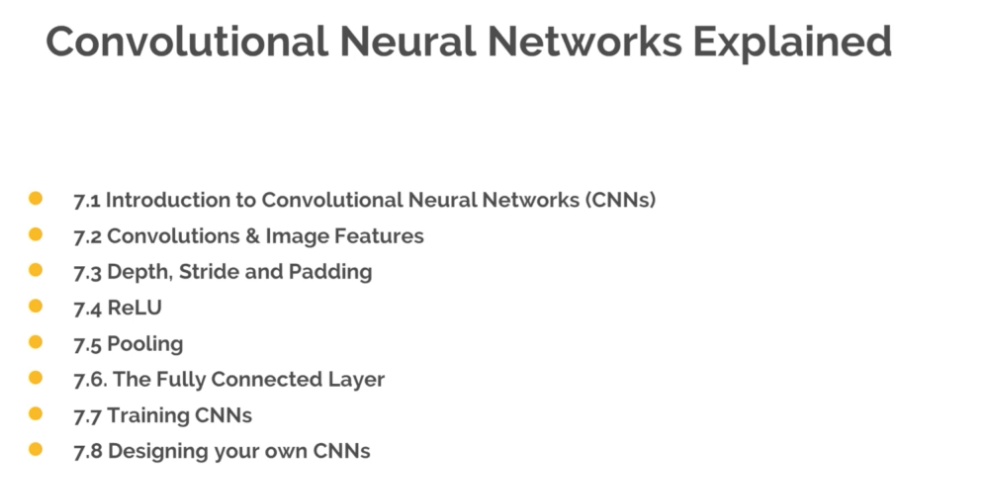 Convolutional Neural Networks Explained
7.1 Introduction to Convolutional Neural Networks (CNNs)
7.2 Convolutions & Image Features
7.3 Depth, Stride and Padding
7.4 ReLU
7.5 Pooling
7.6. The Fully Connected Layer
7.7 Training CNNs
7.8 Designing your own CNNs